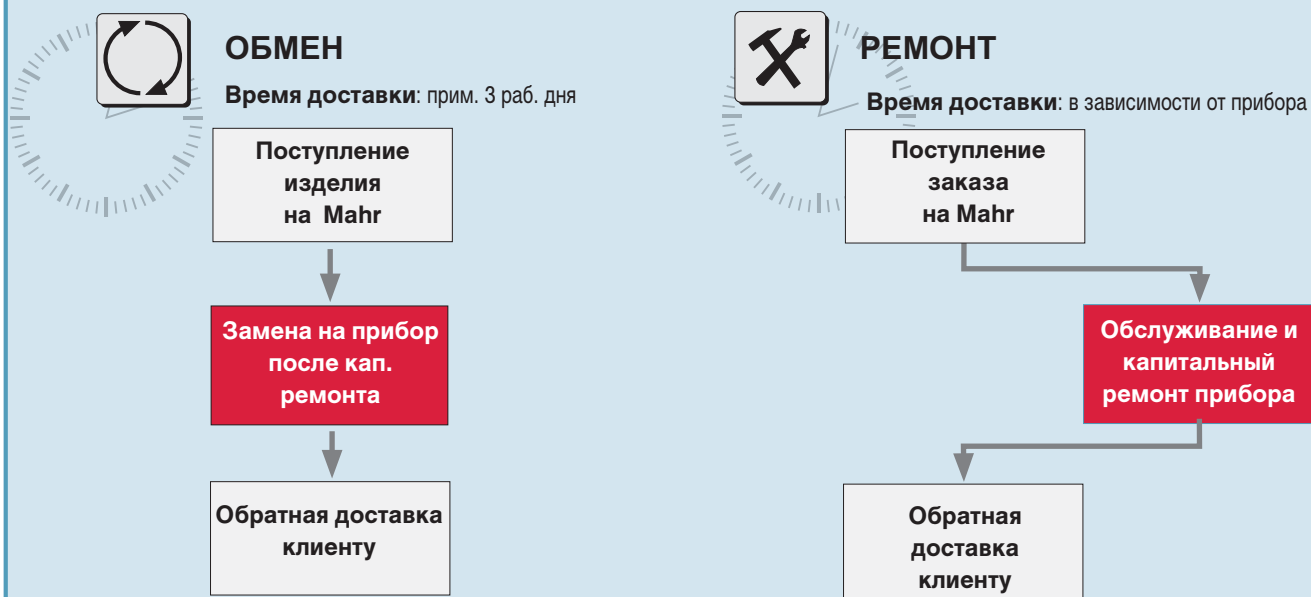 ОБМЕН
Время доставки: прим. 3 раб. дня
Поступление
изделия
на Mahr
Замена на прибор
после кап.
ремонта
Обратная доставка
клиенту
РЕМОНТ
Время доставки: в зависимости от прибора
Поступление
заказа
на Mahr
Обслуживание и
капитальный
ремонт прибора
Обратная
доставка
клиенту